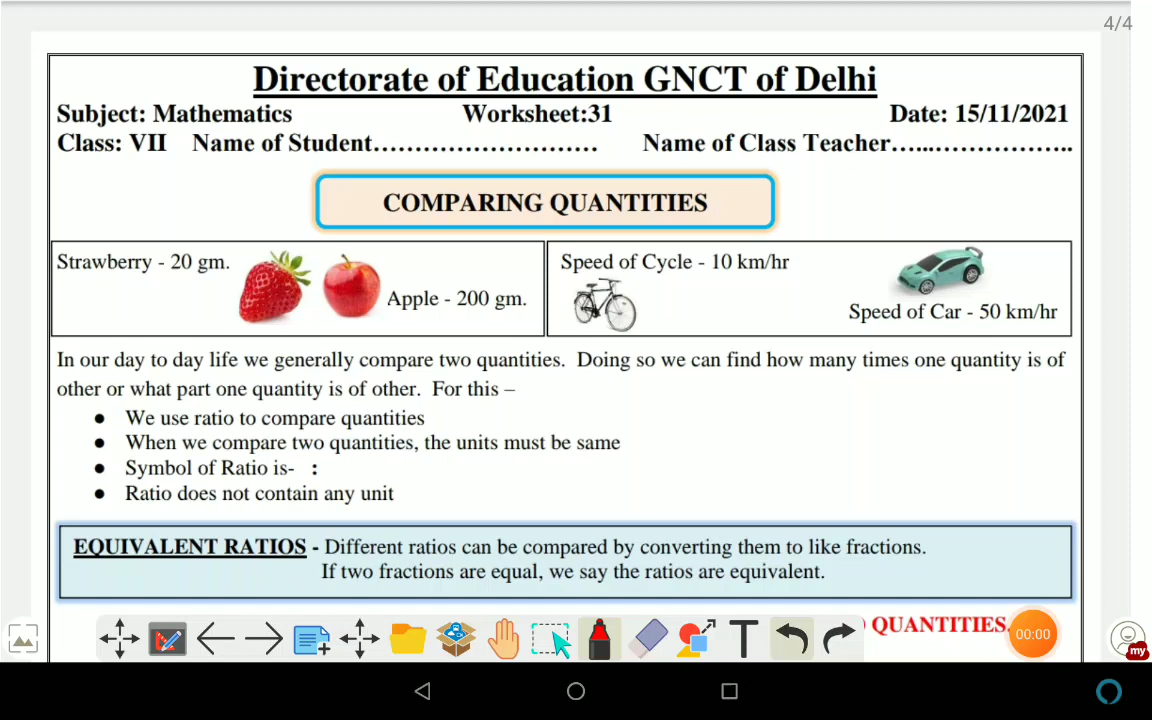 4/4
Directorate of Education GNCT of Delhi
Subject: Mathematics Worksheet:31 Date: 15/11/2021
Class: VII Name of Student……………………… Name of Class Teacher…...……………..
COMPARING QUANTITIES
Strawberry - 20 gm.
Apple - 200 gm.
Speed of Cycle - 10 km/hr
Speed of Car - 50 km/hr
In our day to day life we generally compare two quantities. Doing so we can find how many times one quantity is of
other or what part one quantity is of other. For this –
● We use ratio to compare quantities
● When we compare two quantities, the units must be same
● Symbol of Ratio is- :
● Ratio does not contain any unit
EQUIVALENT RATIOS - Different ratios can be compared by converting them to like fractions.
If two fractions are equal, we say the ratios are equivalent.
QUANTITIES.
T
00:00
my